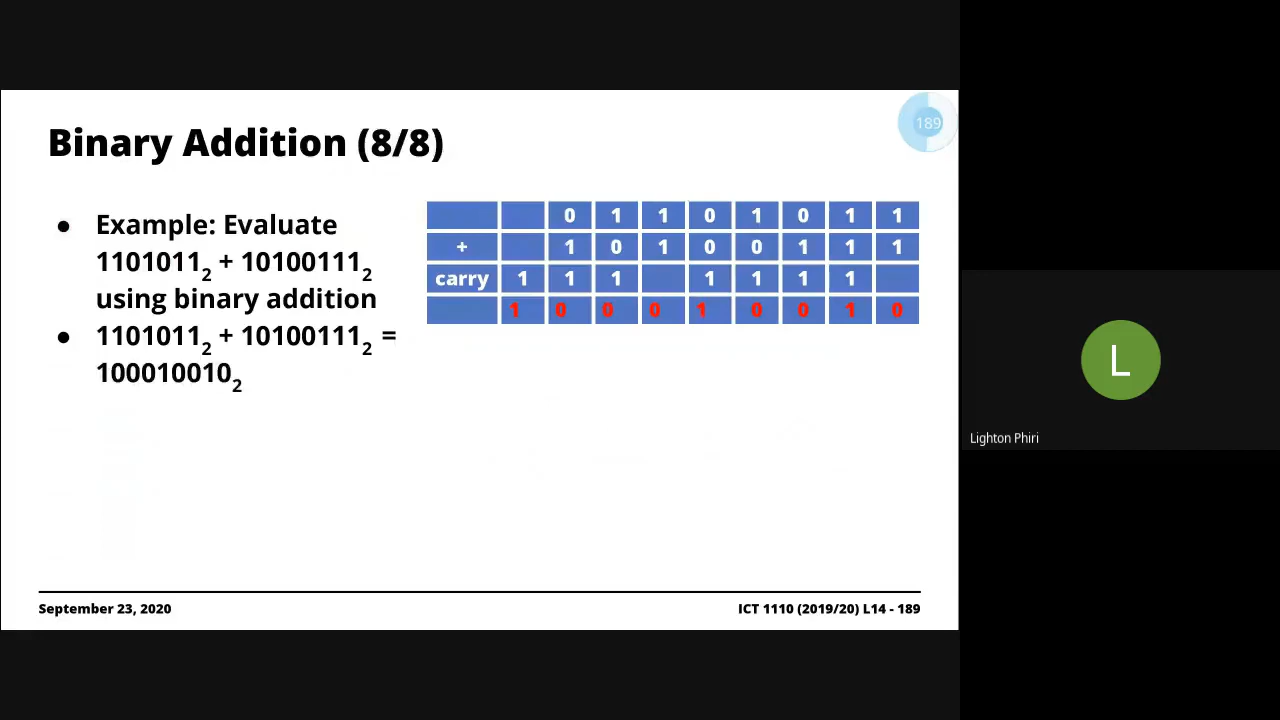 189
Binary Addition (8/8)
● Example: Evaluate
1101011₂ + 10100111₂
using binary addition
● 1101011₂ + 10100111₂ =
100010010₂
0 1 1 0 1 0 1 1
+ 1 0 1 0 0 1 1 1
carry 1 1 1 1 1 1 1
1 0 0 0 1 0 0 1 0
September 23, 2020
ICT 1110 (2019/20) L14 - 189
L
Lighton Phiri